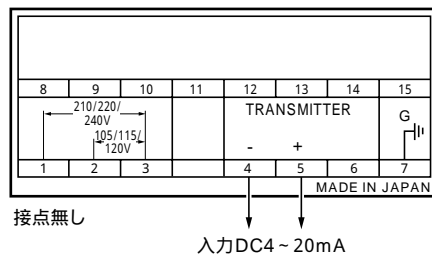 8 9 10 11 12 13 14 15
210/220/
240V
TRANSMITTER
G
105/115/
120V
- +
1 2 3 4 5 6 7
MADE IN JAPAN
接点無し
入力DC4~20mA